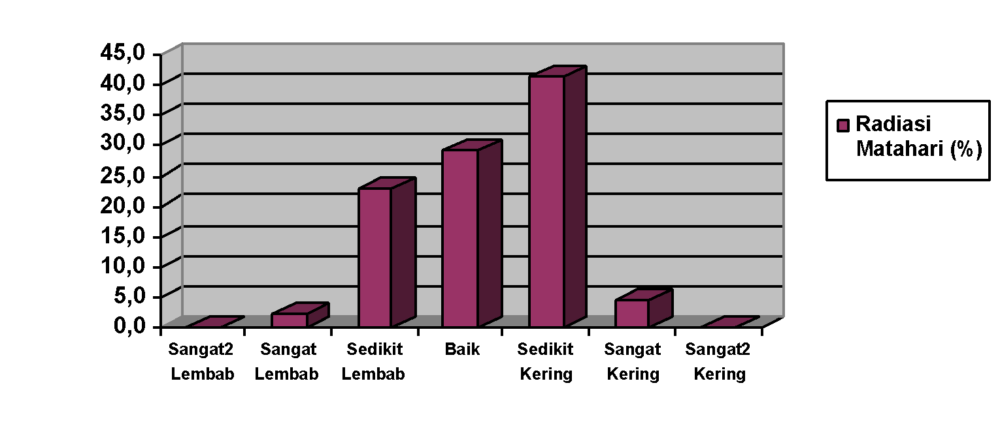 45,0
40,0
35,0
30,0
25,0
20,0
15,0
10,0
5,0
0,0
Sangat2
Lembab
Sangat
Lembab
Sedikit
Lembab
Baik
Sedikit
Kering
Sangat
Kering
Sangat2
Kering
Radiasi
Matahari (%)